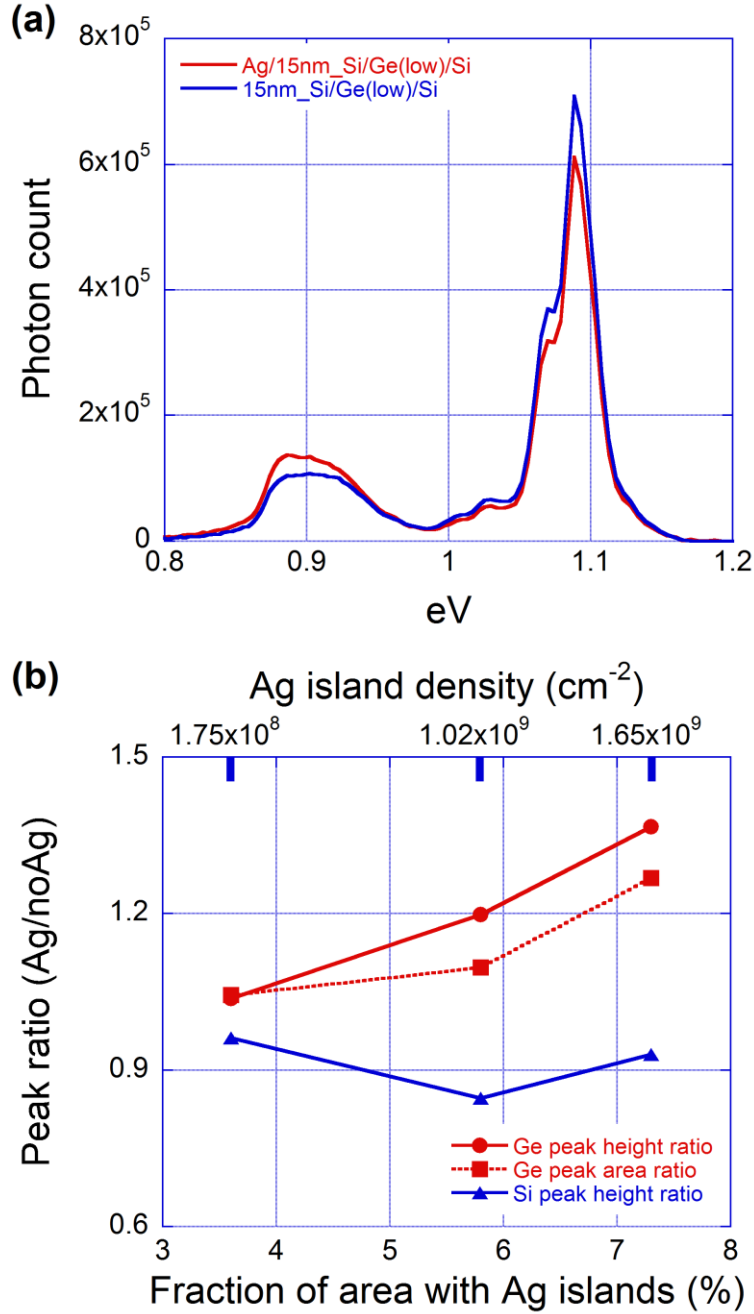 (a)
8x10⁵
Ag/15nm_Si/Ge(low)/Si
15nm_Si/Ge(low)/Si
6x10⁵
Photon count
4x10⁵
2x10⁵
0
0.8 0.9 1 1.1 1.2
eV
(b)
Ag island density (cm⁻²)
1.75x10⁸ 1.02x10⁹ 1.65x10⁹
1.5
Peak ratio (Ag/noAg)
1.2
0.9
Ge peak height ratio
Ge peak area ratio
Si peak height ratio
0.6
3 4 5 6 7 8
Fraction of area with Ag islands (%)